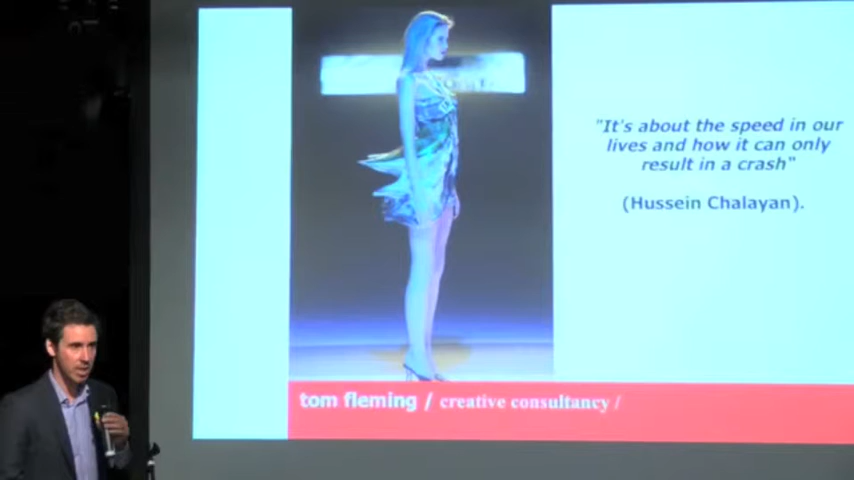 "It's about the speed in our
lives and how it can only
result in a crash"
(Hussein Chalayan).
tom fleming / creative consultancy /